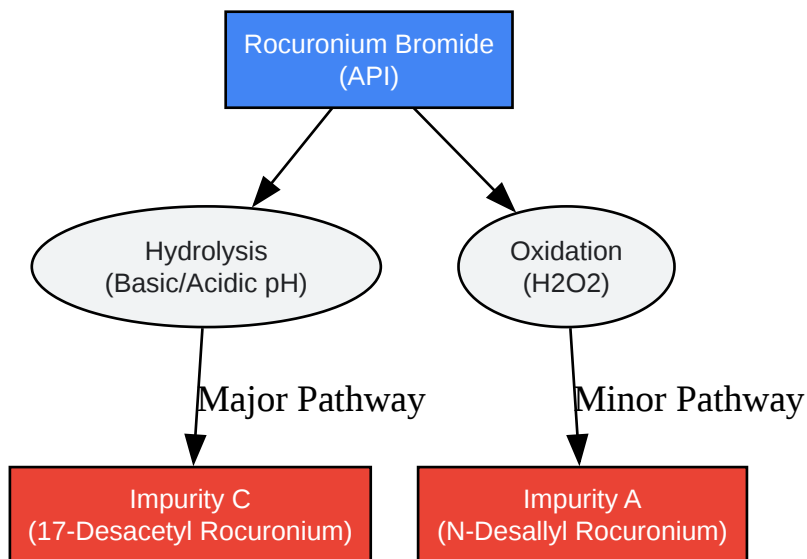 Rocuronium Bromide
(API)
Hydrolysis
(Basic/Acidic pH)
Oxidation
(H2O2)
Major Pathway
Minor Pathway
Impurity C
(17-Desacetyl Rocuronium)
Impurity A
(N-Desallyl Rocuronium)